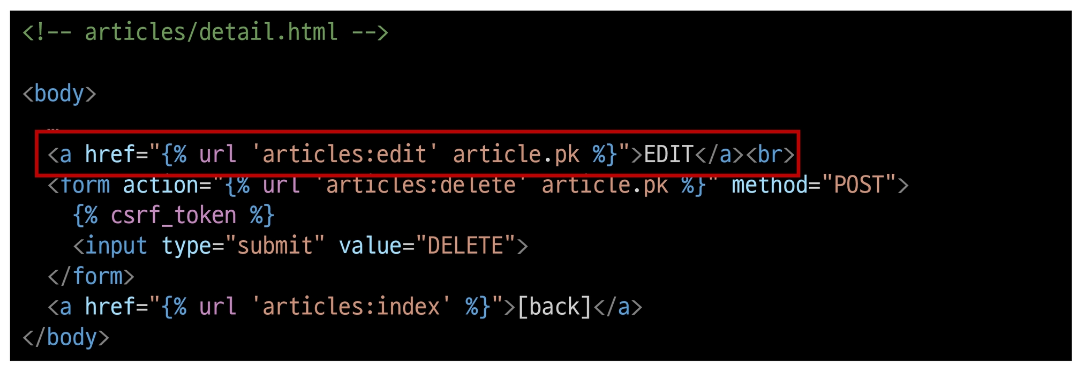 <!-- articles/detail.html -->
<body>
…
<a href="{% url 'articles:edit' article.pk %}">EDIT</a><br>
<form action="{% url 'articles:delete' article.pk %}" method="POST">
{% csrf_token %}
<input type="submit" value="DELETE">
</form>
<a href="{% url 'articles:index' %}">[back]</a>
</body>